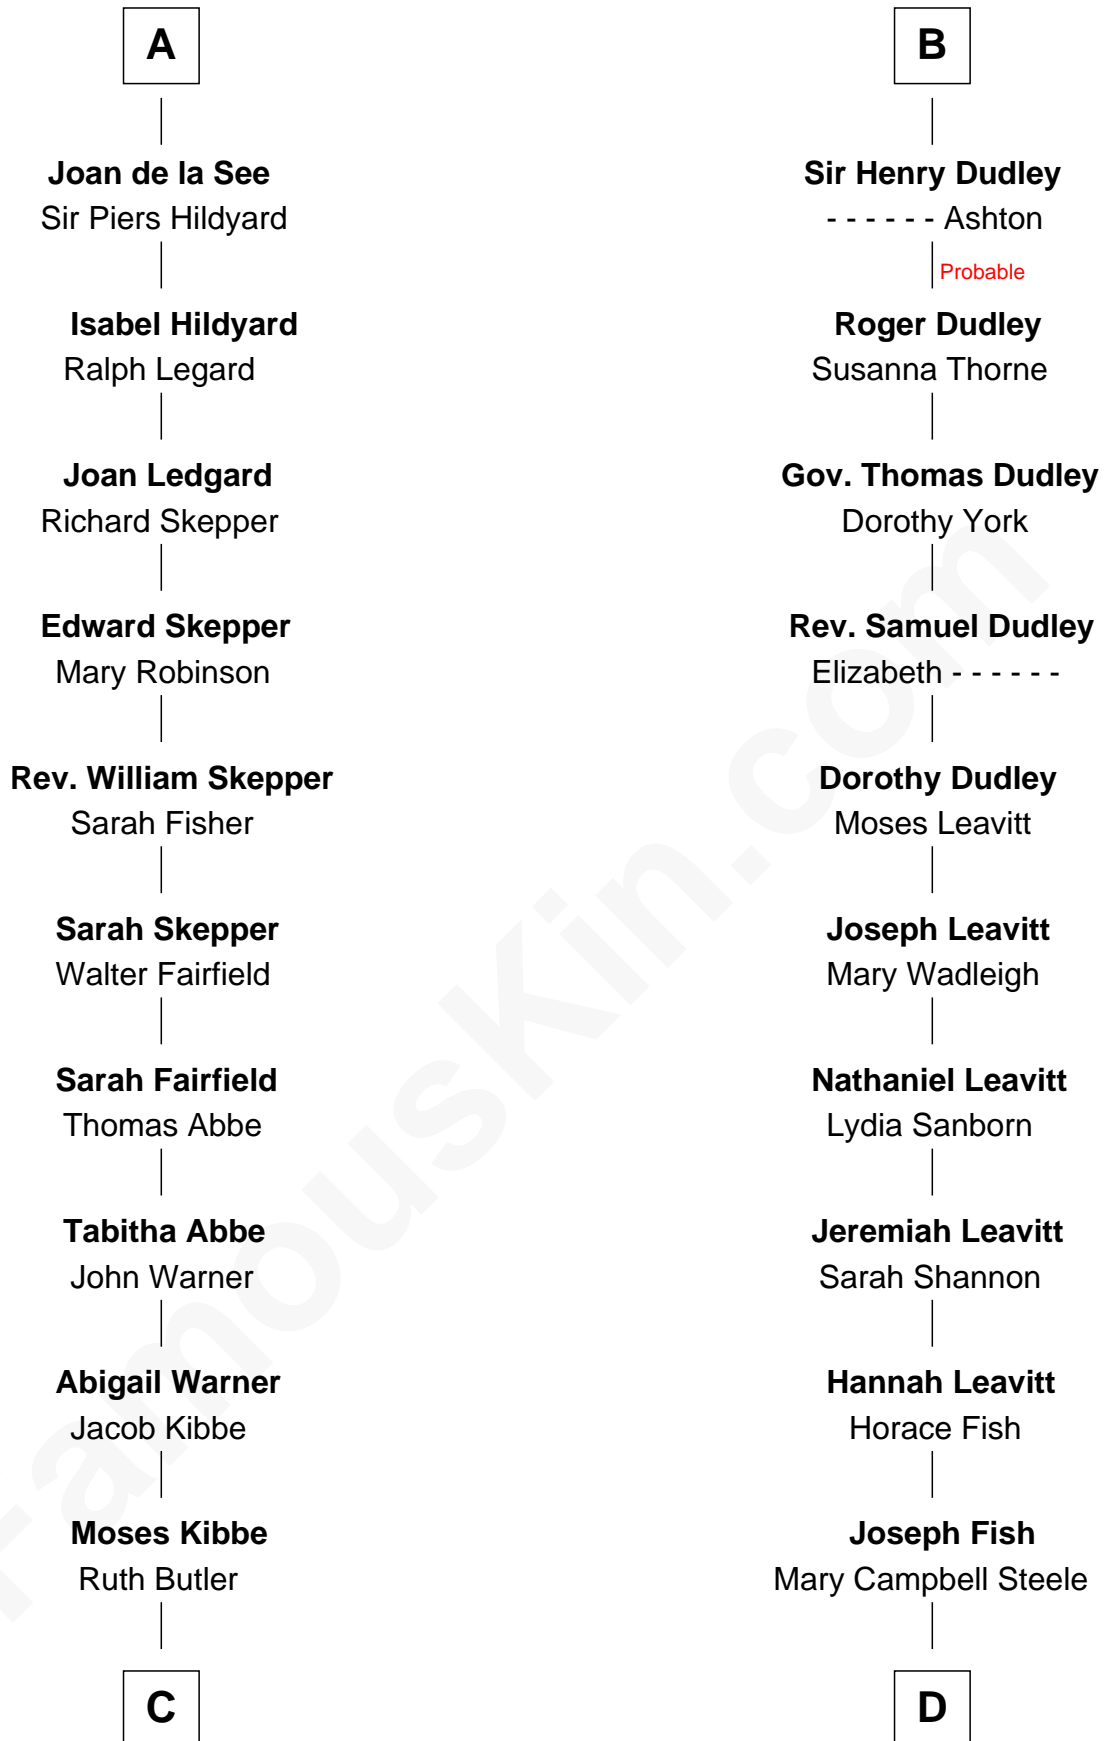 A
Joan de la See
Sir Piers Hildyard
Isabel Hildyard
Ralph Legard
Joan Ledgard
Richard Skepper
Edward Skepper
Mary Robinson
Rev. William Skepper
Sarah Fisher
Sarah Skepper
Walter Fairfield
Sarah Fairfield
Thomas Abbe
Tabitha Abbe
John Warner
Abigail Warner
Jacob Kibbe
Moses Kibbe
Ruth Butler
C
B
Sir Henry Dudley
- - - - - - Ashton
Probable
Roger Dudley
Susanna Thorne
Gov. Thomas Dudley
Dorothy York
Rev. Samuel Dudley
Elizabeth - - - - - -
Dorothy Dudley
Moses Leavitt
Joseph Leavitt
Mary Wadleigh
Nathaniel Leavitt
Lydia Sanborn
Jeremiah Leavitt
Sarah Shannon
Hannah Leavitt
Horace Fish
Joseph Fish
Mary Campbell Steele
D
FamousKin.com